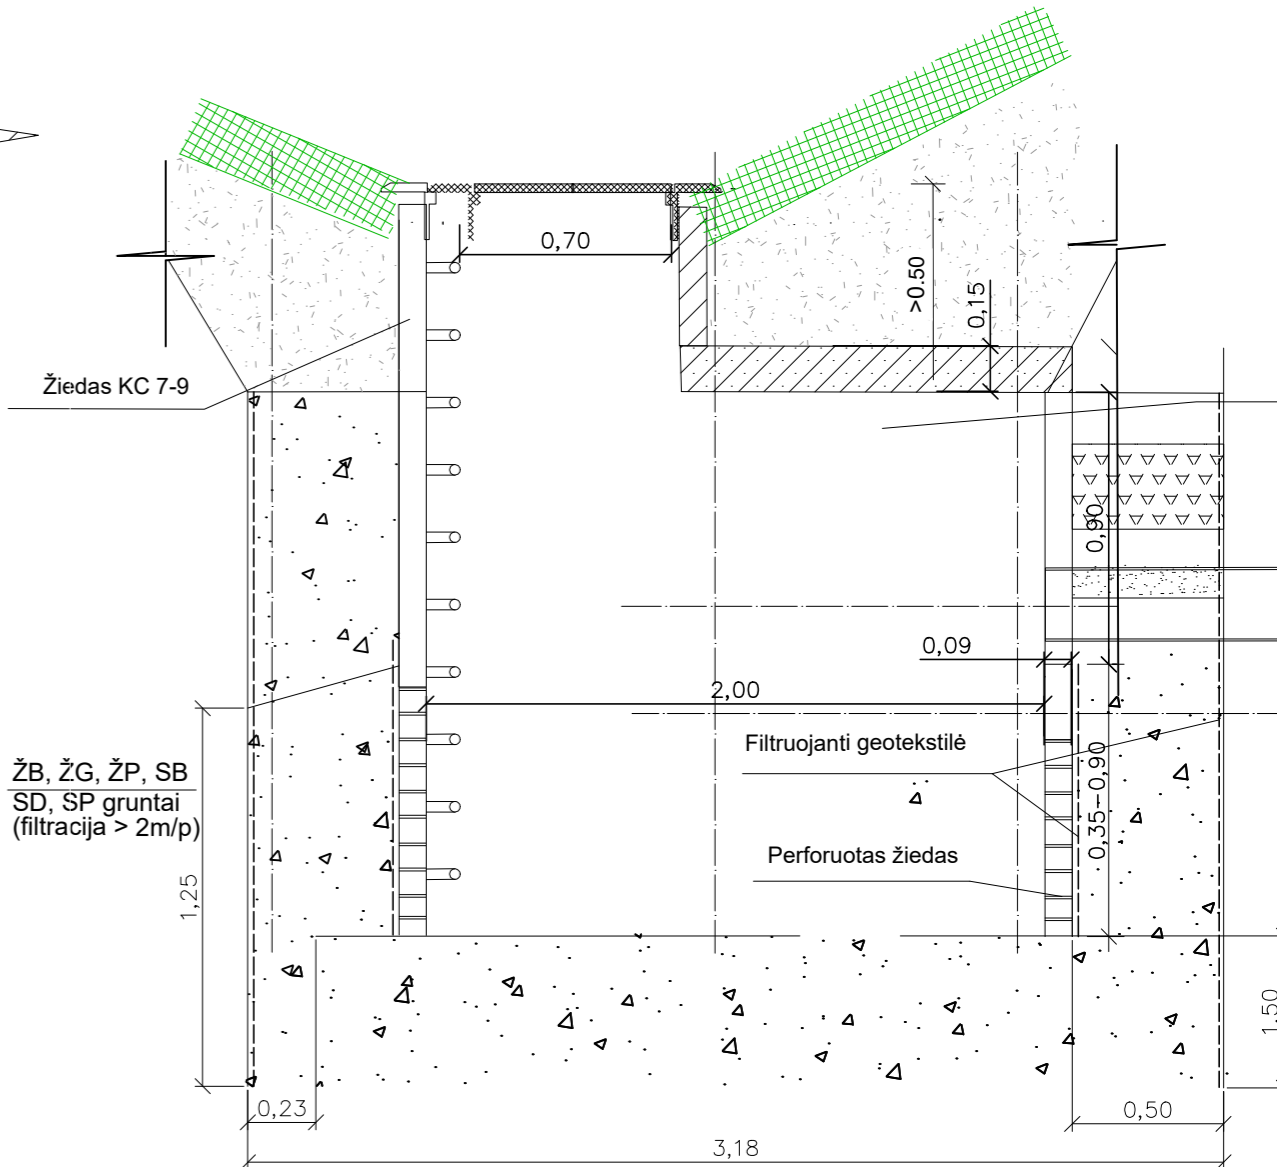 0,70
>0.50
0,15
Žiedas KC 7-9
0,90
0,09
2,00
Filtruojanti geotekstilė
ŽB, ŽG, ŽP, SB
SD, SP gruntai
(filtracija > 2m/p)
0,35-0,90
Perforuotas žiedas
1,25
1,50
0,23
0,50
3,18